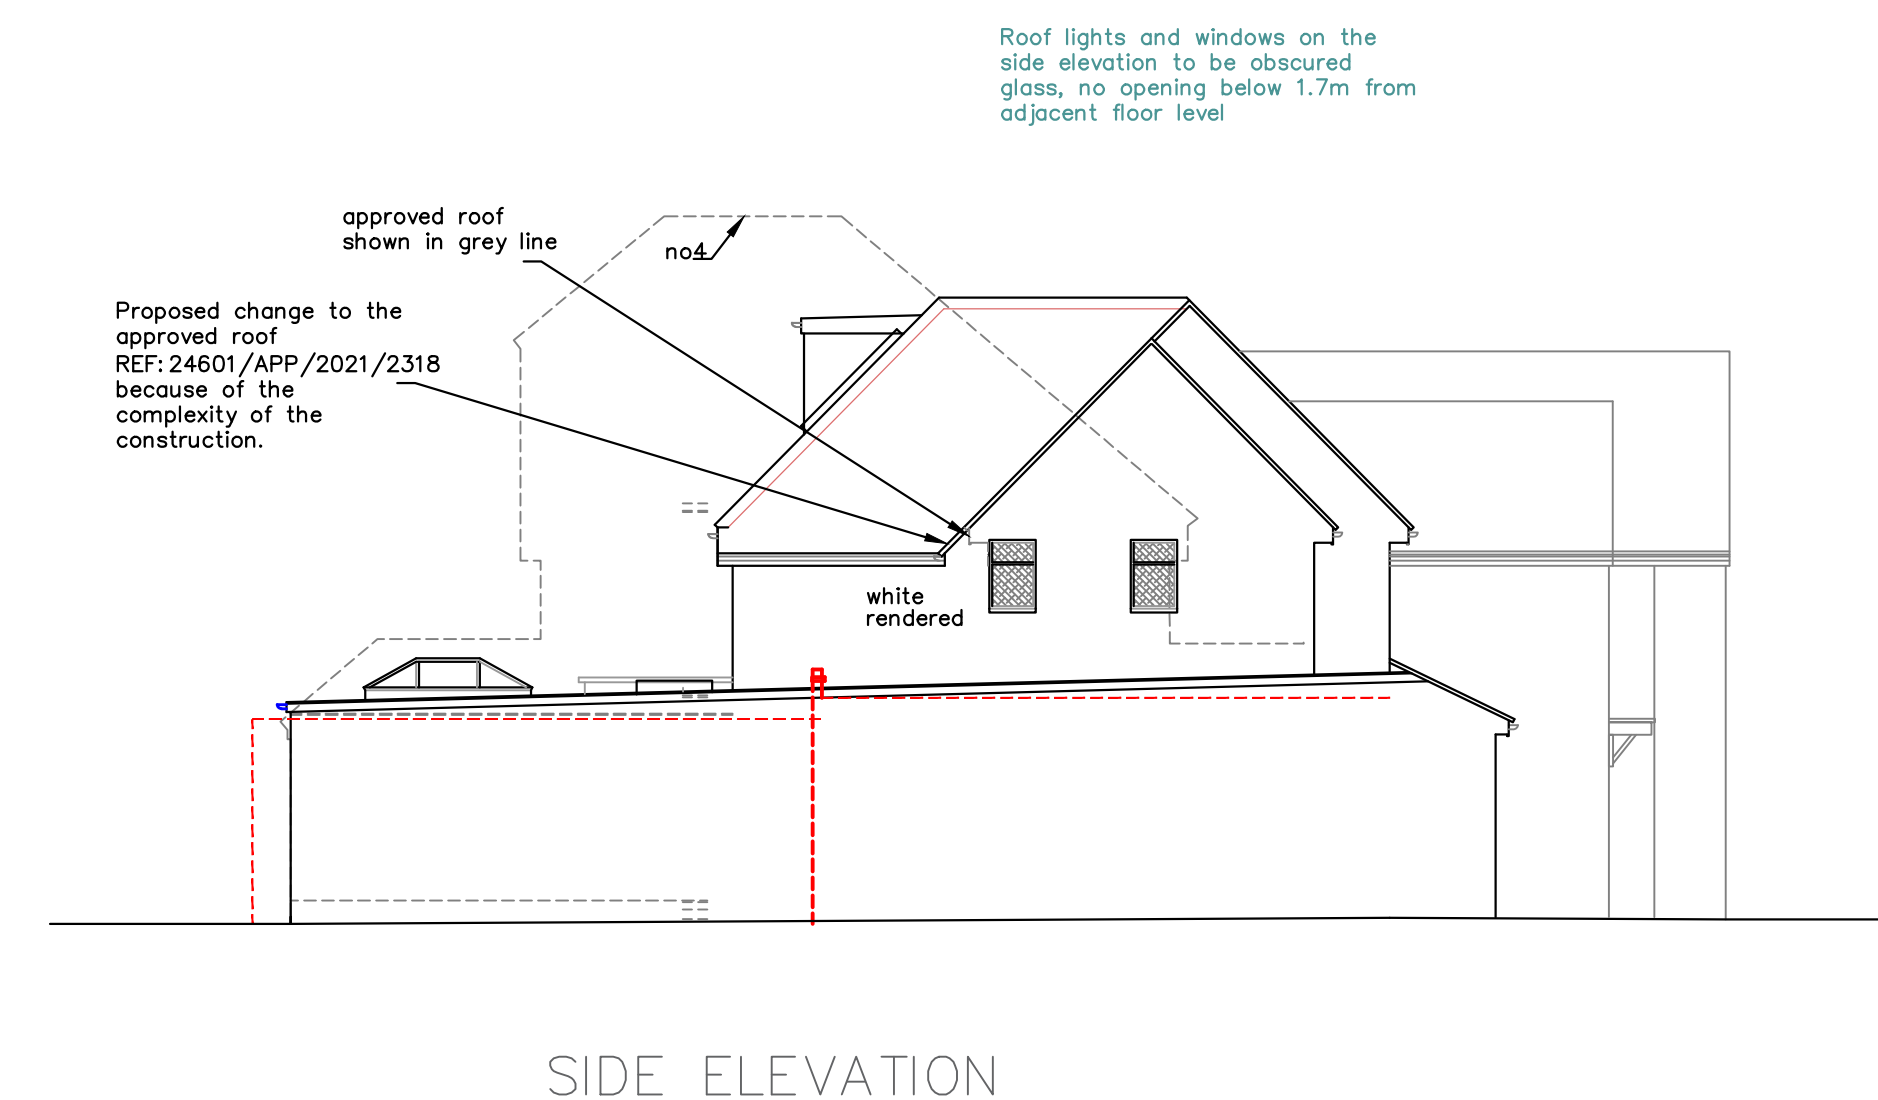 Roof lights and windows on the
side elevation to be obscured
glass, no opening below 1.7m from
adjacent floor level
approved roof
shown in grey line
no4
Proposed change to the
approved roof
REF: 24601/APP/2021/2318
because of the
complexity of the
construction.
white
rendered
SIDE ELEVATION